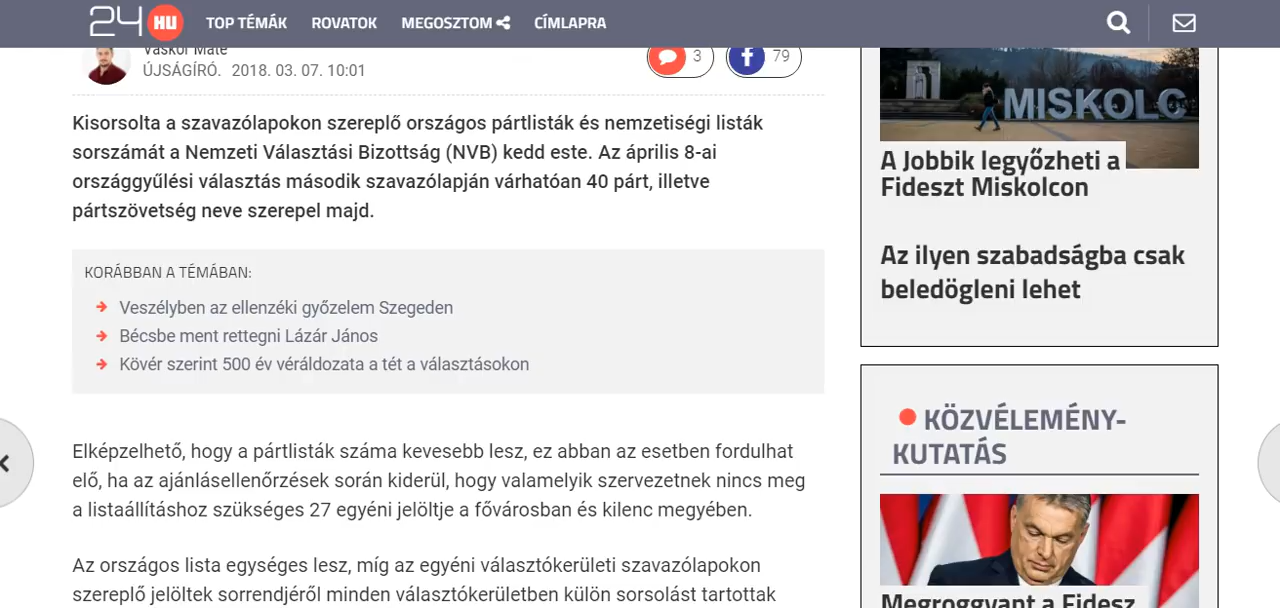 24 HU TOP TÉMÁK ROVATOK MEGOSZTOM CÍMLAPRA
Vaskor Máté
ÚJSÁGÍRÓ. 2018. 03. 07. 10:01
3 79
Kisorsolta a szavazólapokon szereplő országos pártlisták és nemzetiségi listák
sorszámát a Nemzeti Választási Bizottság (NVB) kedd este. Az április 8-ai
országgyűlési választás második szavazólapján várhatóan 40 párt, illetve
pártszövetség neve szerepel majd.
KORÁBBAN A TÉMÁBAN:
Veszélyben az ellenzéki győzelem Szegeden
Bécsbe ment rettegni Lázár János
Kövér szerint 500 év véráldozata a tét a választásokon
Elképzelhető, hogy a pártlisták száma kevesebb lesz, ez abban az esetben fordulhat
elő, ha az ajánlásellenőrzések során kiderül, hogy valamelyik szervezetnek nincs meg
a listaállításhoz szükséges 27 egyéni jelöltje a fővárosban és kilenc megyében.
Az országos lista egységes lesz, míg az egyéni választókerületi szavazólapokon
szereplő jelöltek sorrendjéről minden választókerületben külön sorsolást tartottak
MISKOLC
A Jobbik legyőzheti a
Fideszt Miskolcon
Az ilyen szabadságba csak
beledögleni lehet
KÖZVÉLEMÉNY-
KUTATÁS
Megroggyant a Fidesz